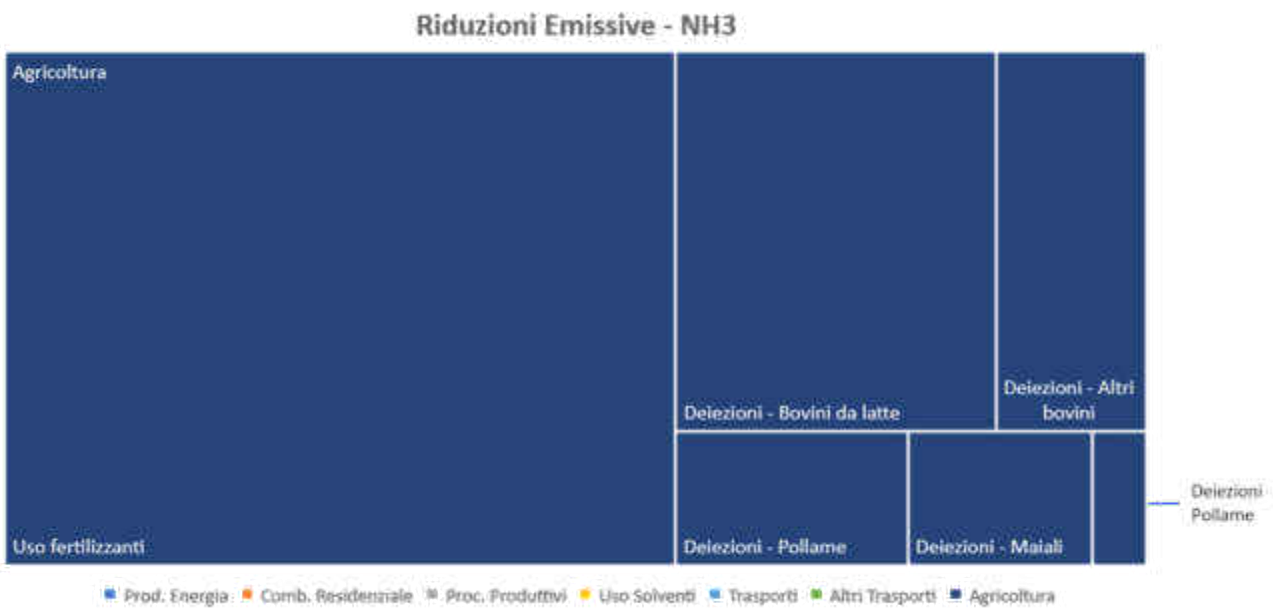 Riduzioni Emissive - NH3
Agricoltura
Deiezioni - Altri
bovini
Deiezioni - Bovini da latte
Deiezioni
Pollame
Uso fertilizzanti
Deiezioni - Pollame
Deiezioni - Maiali
Prod. Energia
Comb. Residenziale
Proc. Produttivi
Uso Solventi
Trasporti
Altri Trasporti
Agricoltura